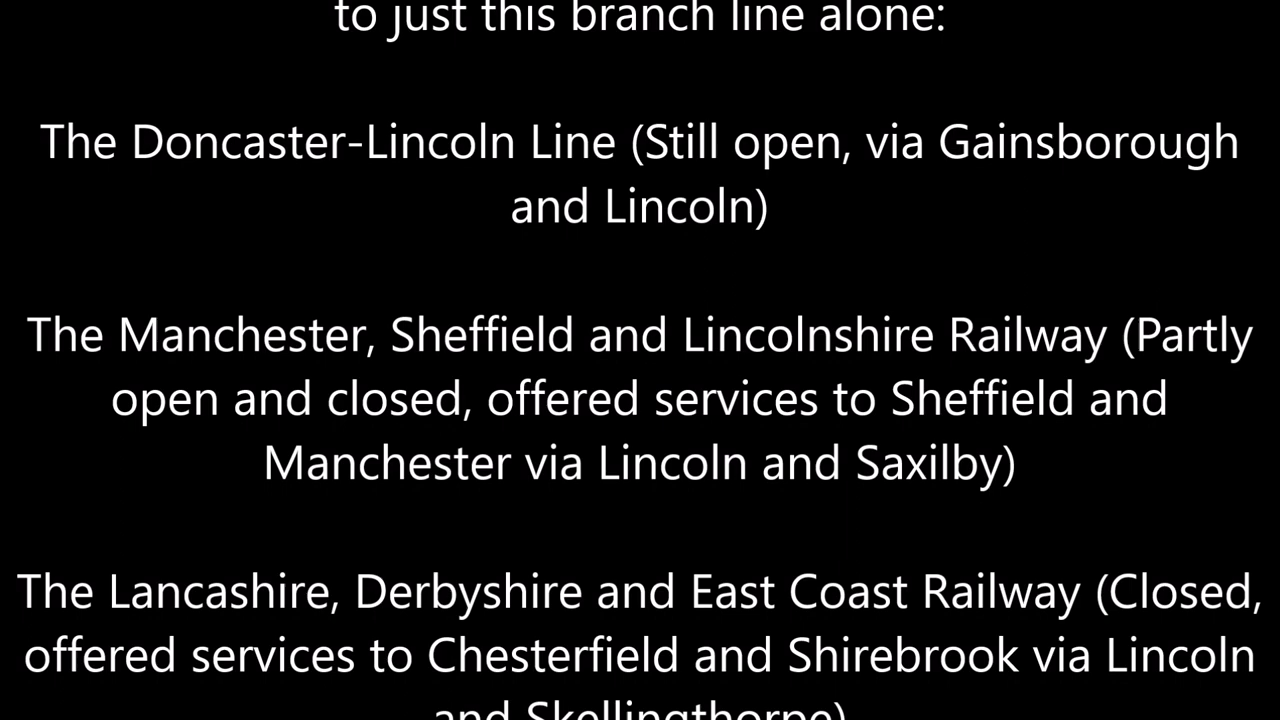 to just this branch line alone:
The Doncaster-Lincoln Line (Still open, via Gainsborough
and Lincoln)
The Manchester, Sheffield and Lincolnshire Railway (Partly
open and closed, offered services to Sheffield and
Manchester via Lincoln and Saxilby)
The Lancashire, Derbyshire and East Coast Railway (Closed,
offered services to Chesterfield and Shirebrook via Lincoln
and Skellingthorpe)